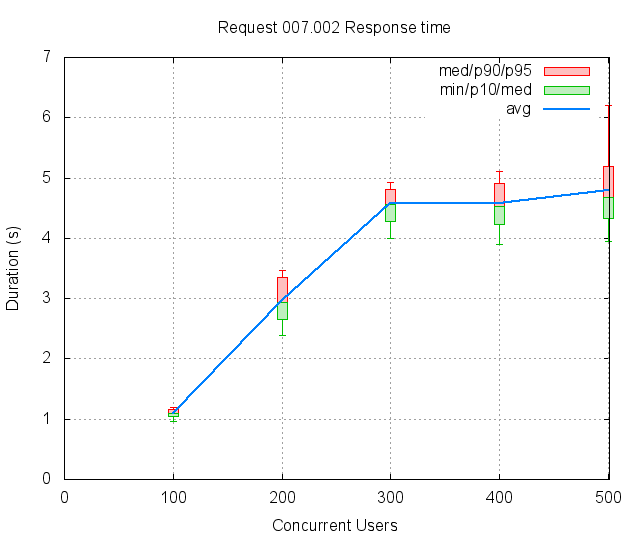 Request 007.002 Response time
7
med/p90/p95
min/p10/med
avg
6
5
4
3
2
1
0
Duration (s)
0 100 200 300 400 500
Concurrent Users